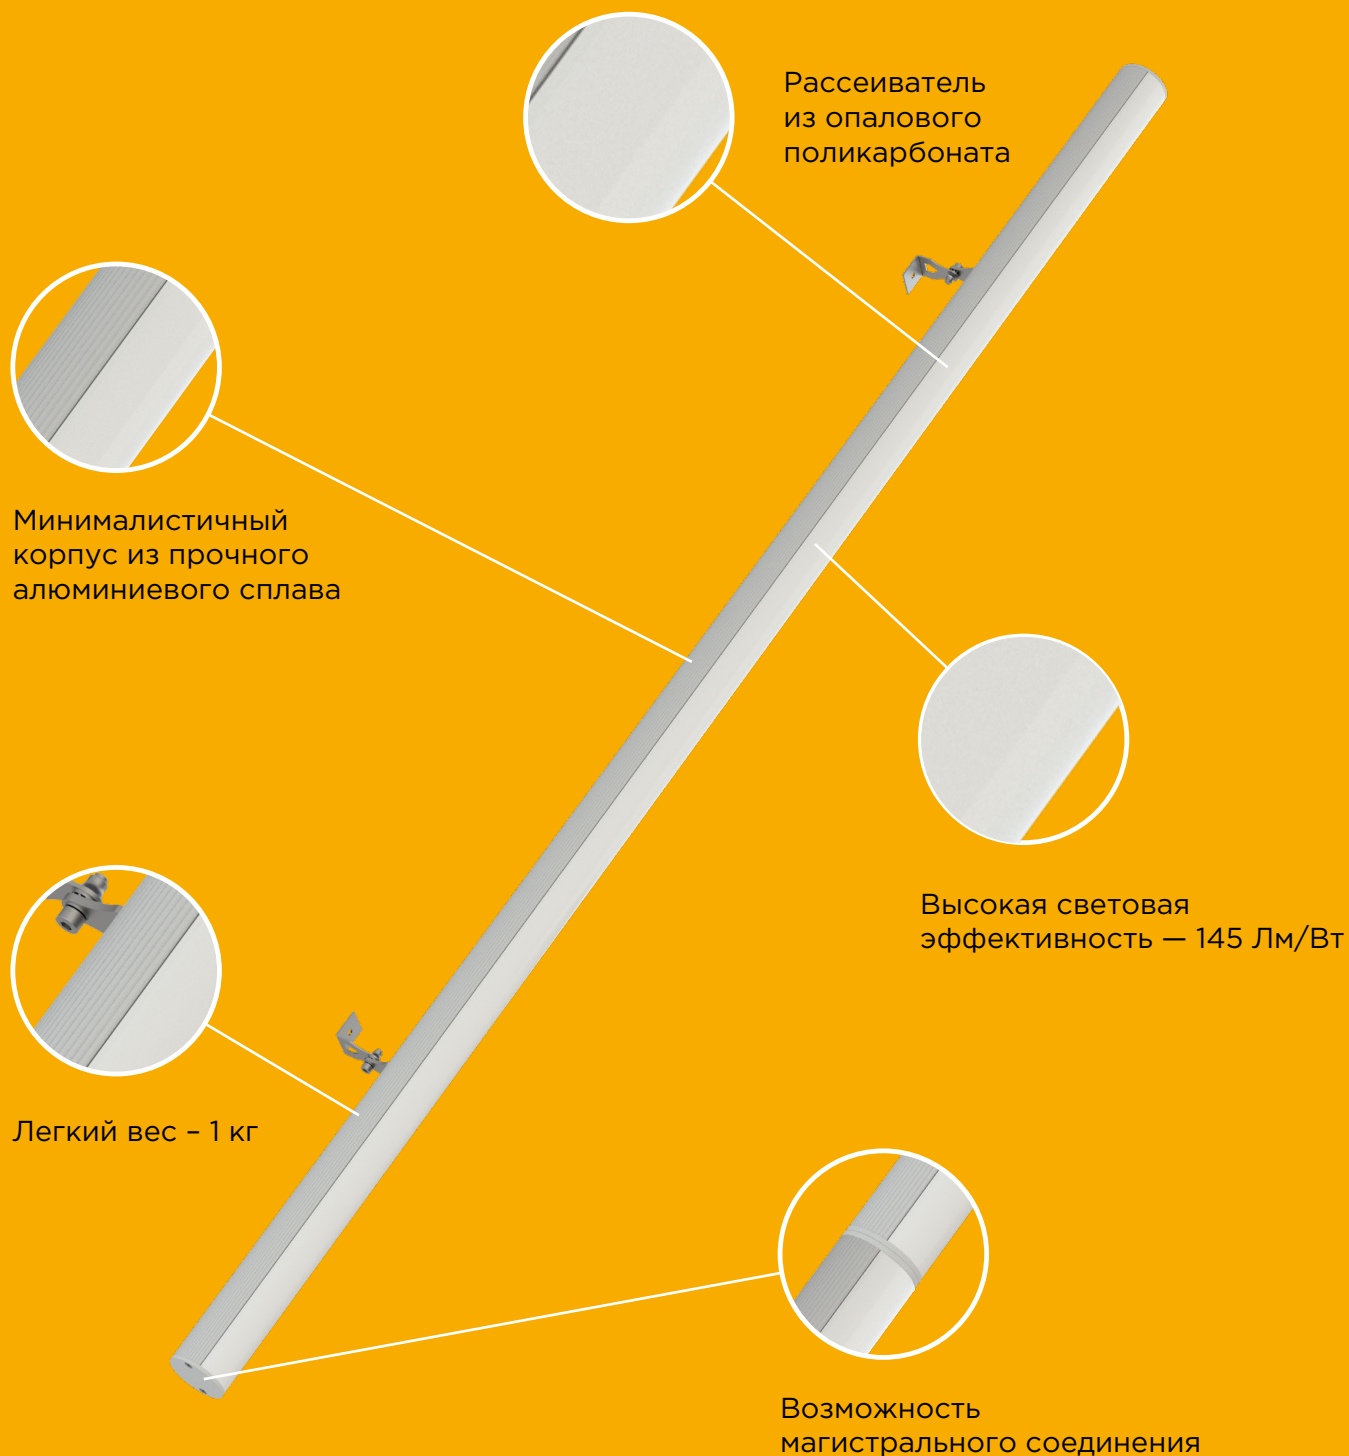 Рассеиватель
из опалового
поликарбоната
Минималистичный
корпус из прочного
алюминиевого сплава
Высокая световая
эффективность — 145 Лм/Вт
Легкий вес – 1 кг
Возможность
магистрального соединения